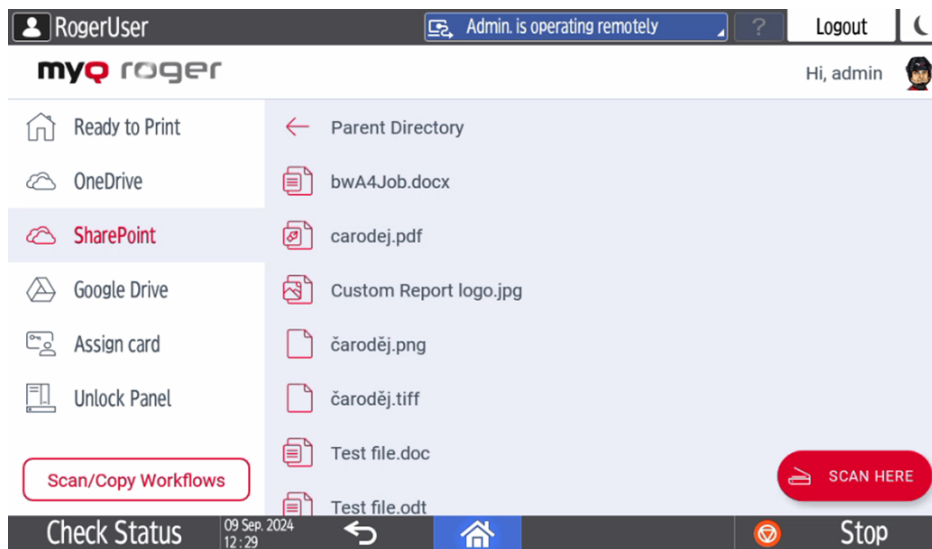 RogerUser
Admin. is operating remotely
?
Logout
myQ roger
Hi, admin
Ready to Print
OneDrive
SharePoint
Google Drive
Assign card
Unlock Panel
Scan/Copy Workflows
Parent Directory
bwA4Job.docx
carodej.pdf
Custom Report logo.jpg
čaroděj.png
čaroděj.tiff
Test file.doc
Test file.odt
SCAN HERE
Check Status
09 Sep. 2024
12:29
Stop